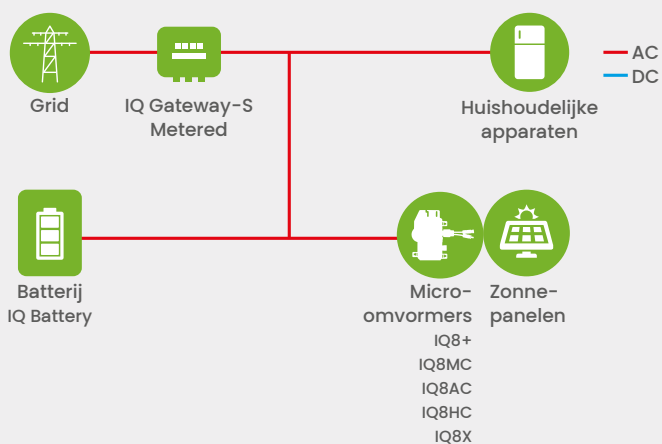 AC
DC
Grid
IQ Gateway-S
Metered
Huishoudelijke
apparaten
Batterij
IQ Battery
Micro-
omvormers
IQ8+
IQ8MC
IQ8AC
IQ8HC
IQ8X
Zonne-
panelen